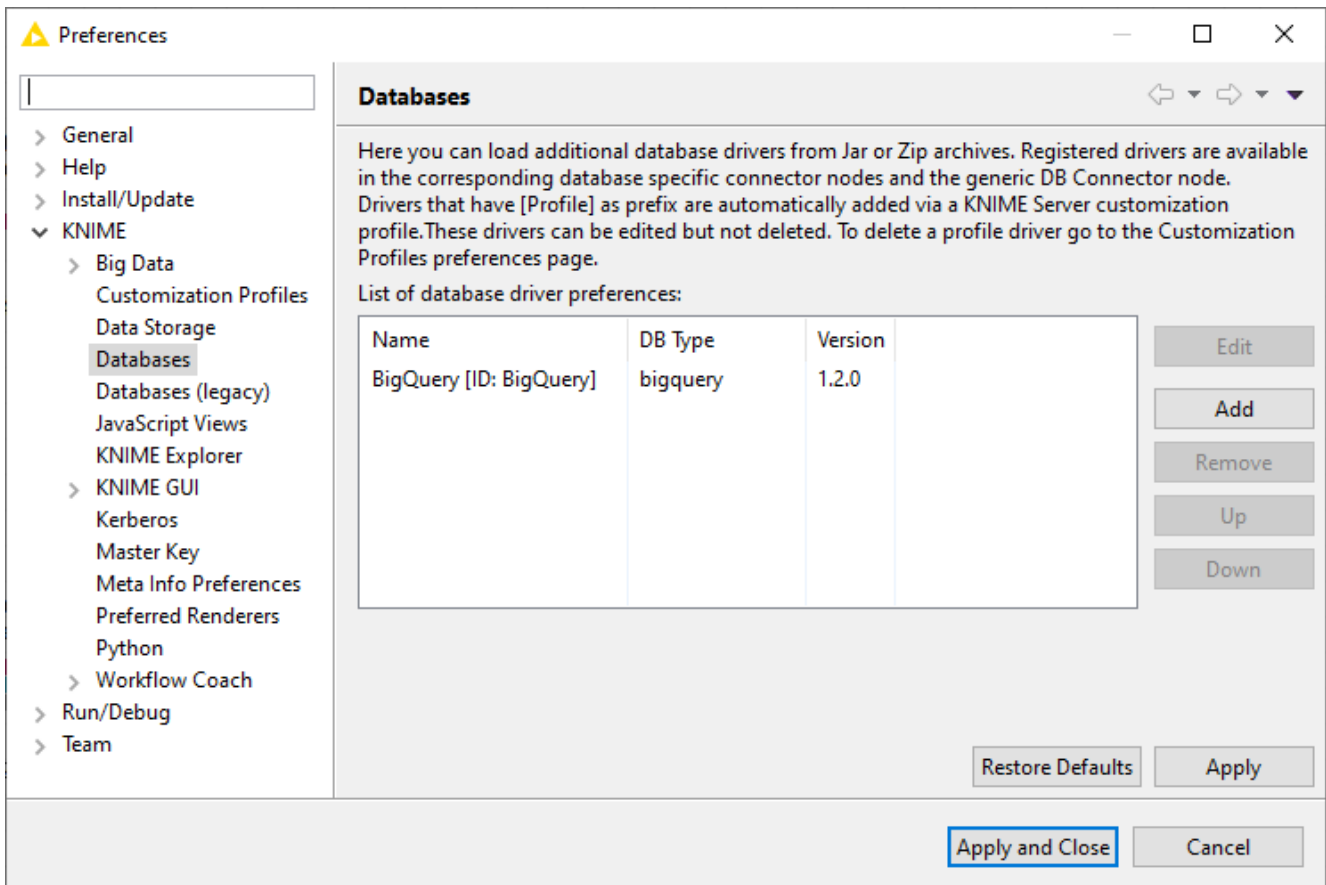 Preferences
Databases
General
Help
Install/Update
KNIME
Big Data
Customization Profiles
Data Storage
Databases
Databases (legacy)
JavaScript Views
KNIME Explorer
KNIME GUI
Kerberos
Master Key
Meta Info Preferences
Preferred Renderers
Python
Workflow Coach
Run/Debug
Team
Here you can load additional database drivers from Jar or Zip archives. Registered drivers are available
in the corresponding database specific connector nodes and the generic DB Connector node.
Drivers that have [Profile] as prefix are automatically added via a KNIME Server customization
profile.These drivers can be edited but not deleted. To delete a profile driver go to the Customization
Profiles preferences page.
List of database driver preferences:
Name DB Type Version
BigQuery [ID: BigQuery] bigquery 1.2.0
Edit
Add
Remove
Up
Down
Restore Defaults Apply
Apply and Close Cancel